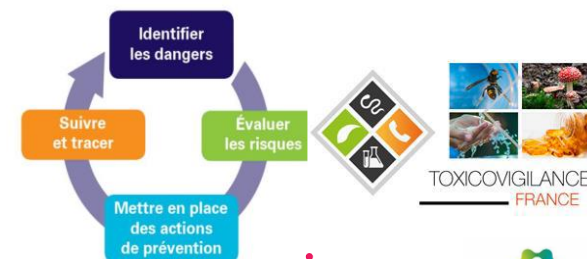 Identifier
les dangers
Évaluer
les risques
Mettre en place
des actions
de prévention
Suivre
et tracer
TOXICOVIGILANCE
FRANCE